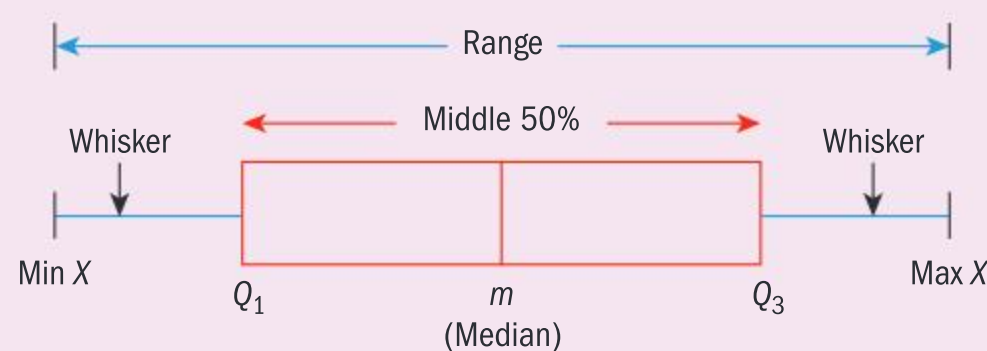 Range
Middle 50%
Whisker
Whisker
Min X
Max X
Q1
m
Q3
(Median)